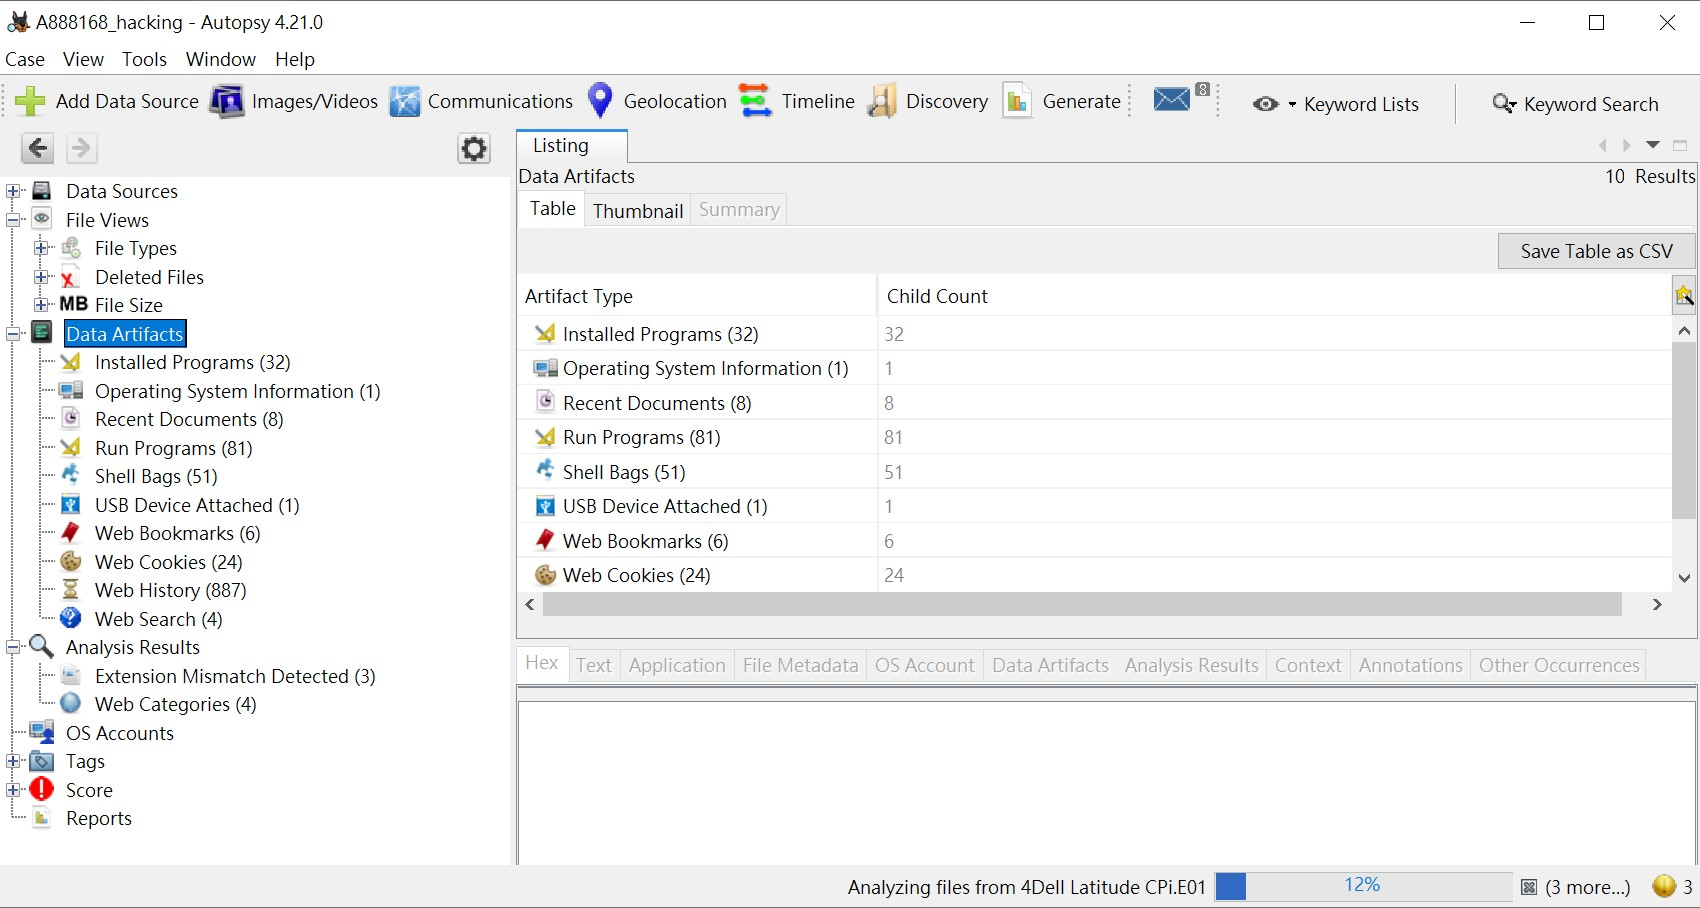 A888168_hacking - Autopsy 4.21.0
Case View Tools Window Help
Add Data Source Images/Videos Communications Geolocation Timeline Discovery Generate 8 Keyword Lists Keyword Search
Data Sources
File Views
File Types
Deleted Files
MB File Size
Data Artifacts
Installed Programs (32)
Operating System Information (1)
Recent Documents (8)
Run Programs (81)
Shell Bags (51)
USB Device Attached (1)
Web Bookmarks (6)
Web Cookies (24)
Web History (887)
Web Search (4)
Analysis Results
Extension Mismatch Detected (3)
Web Categories (4)
OS Accounts
Tags
Score
Reports
Listing
Data Artifacts 10 Results
Table Thumbnail Summary
Save Table as CSV
Artifact Type Child Count
Installed Programs (32) 32
Operating System Information (1) 1
Recent Documents (8) 8
Run Programs (81) 81
Shell Bags (51) 51
USB Device Attached (1) 1
Web Bookmarks (6) 6
Web Cookies (24) 24
Hex Text Application File Metadata OS Account Data Artifacts Analysis Results Context Annotations Other Occurrences
Analyzing files from 4Dell Latitude CPi.E01 12% (3 more...) 3